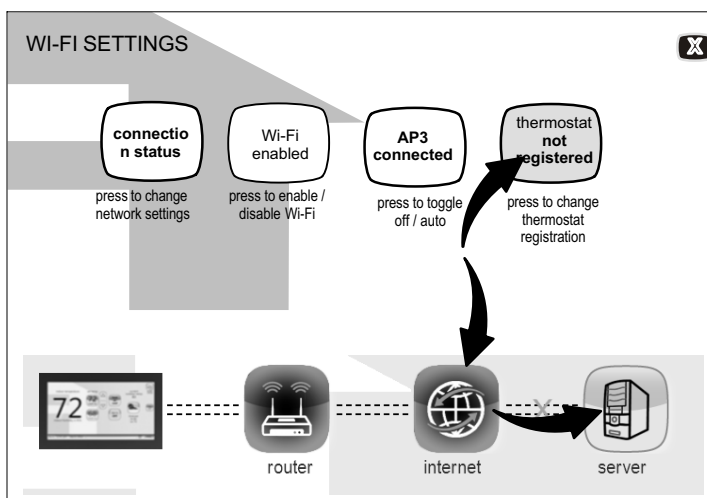 WI-FI SETTINGS
X
connectio
n status
Wi-Fi
enabled
AP3
connected
thermostat
not
registered
press to change
network settings
press to enable /
disable Wi-Fi
press to toggle
off / auto
press to change
thermostat
registration
72
X
router
internet
server